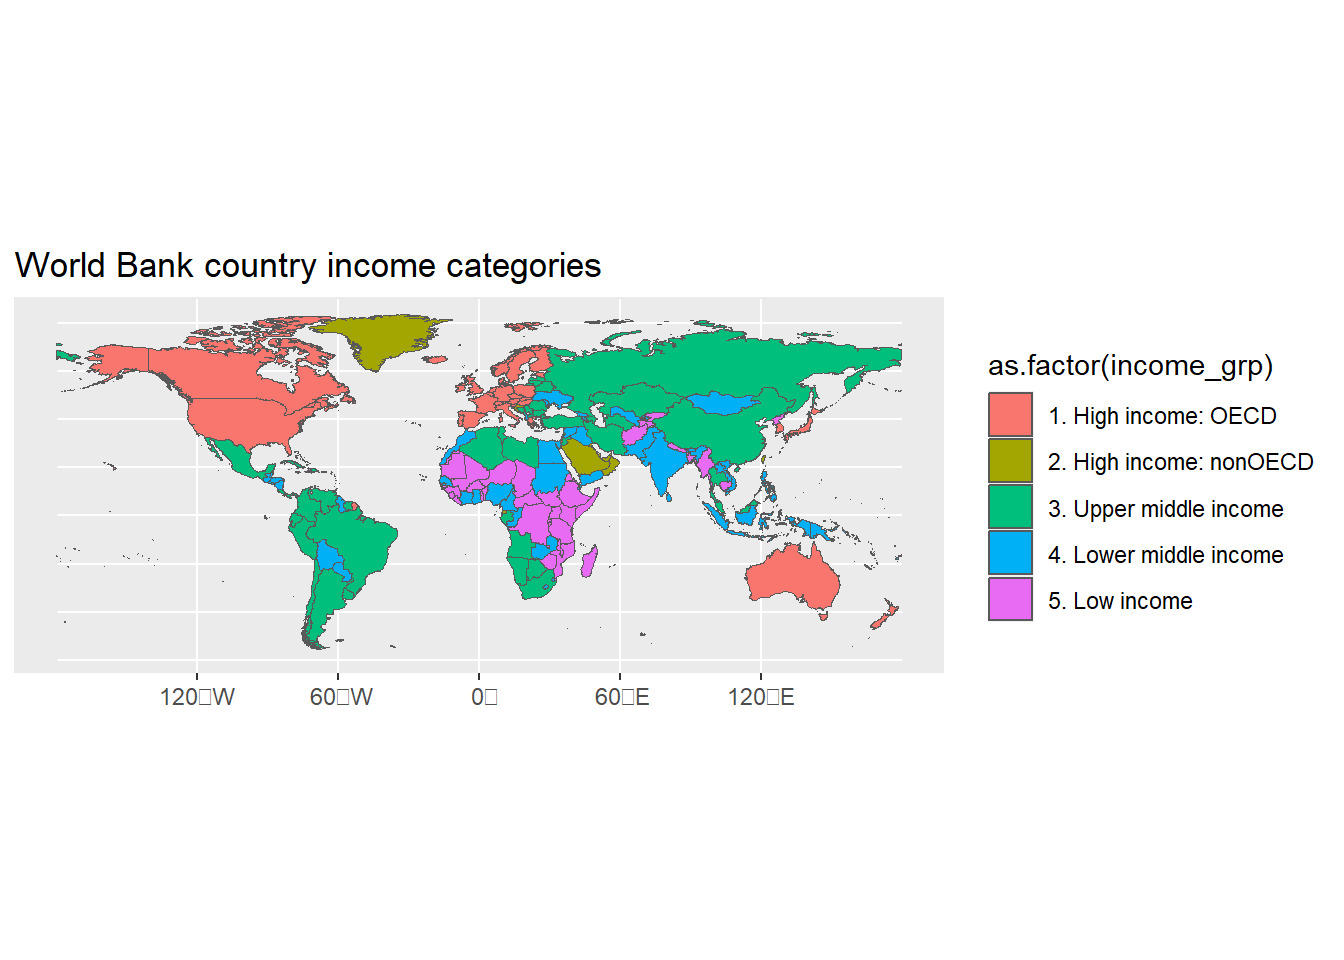 World Bank country income categories
as.factor(income_grp)
1. High income: OECD
2. High income: nonOECD
3. Upper middle income
4. Lower middle income
5. Low income
120□W 60□W 0□ 60□E 120□E